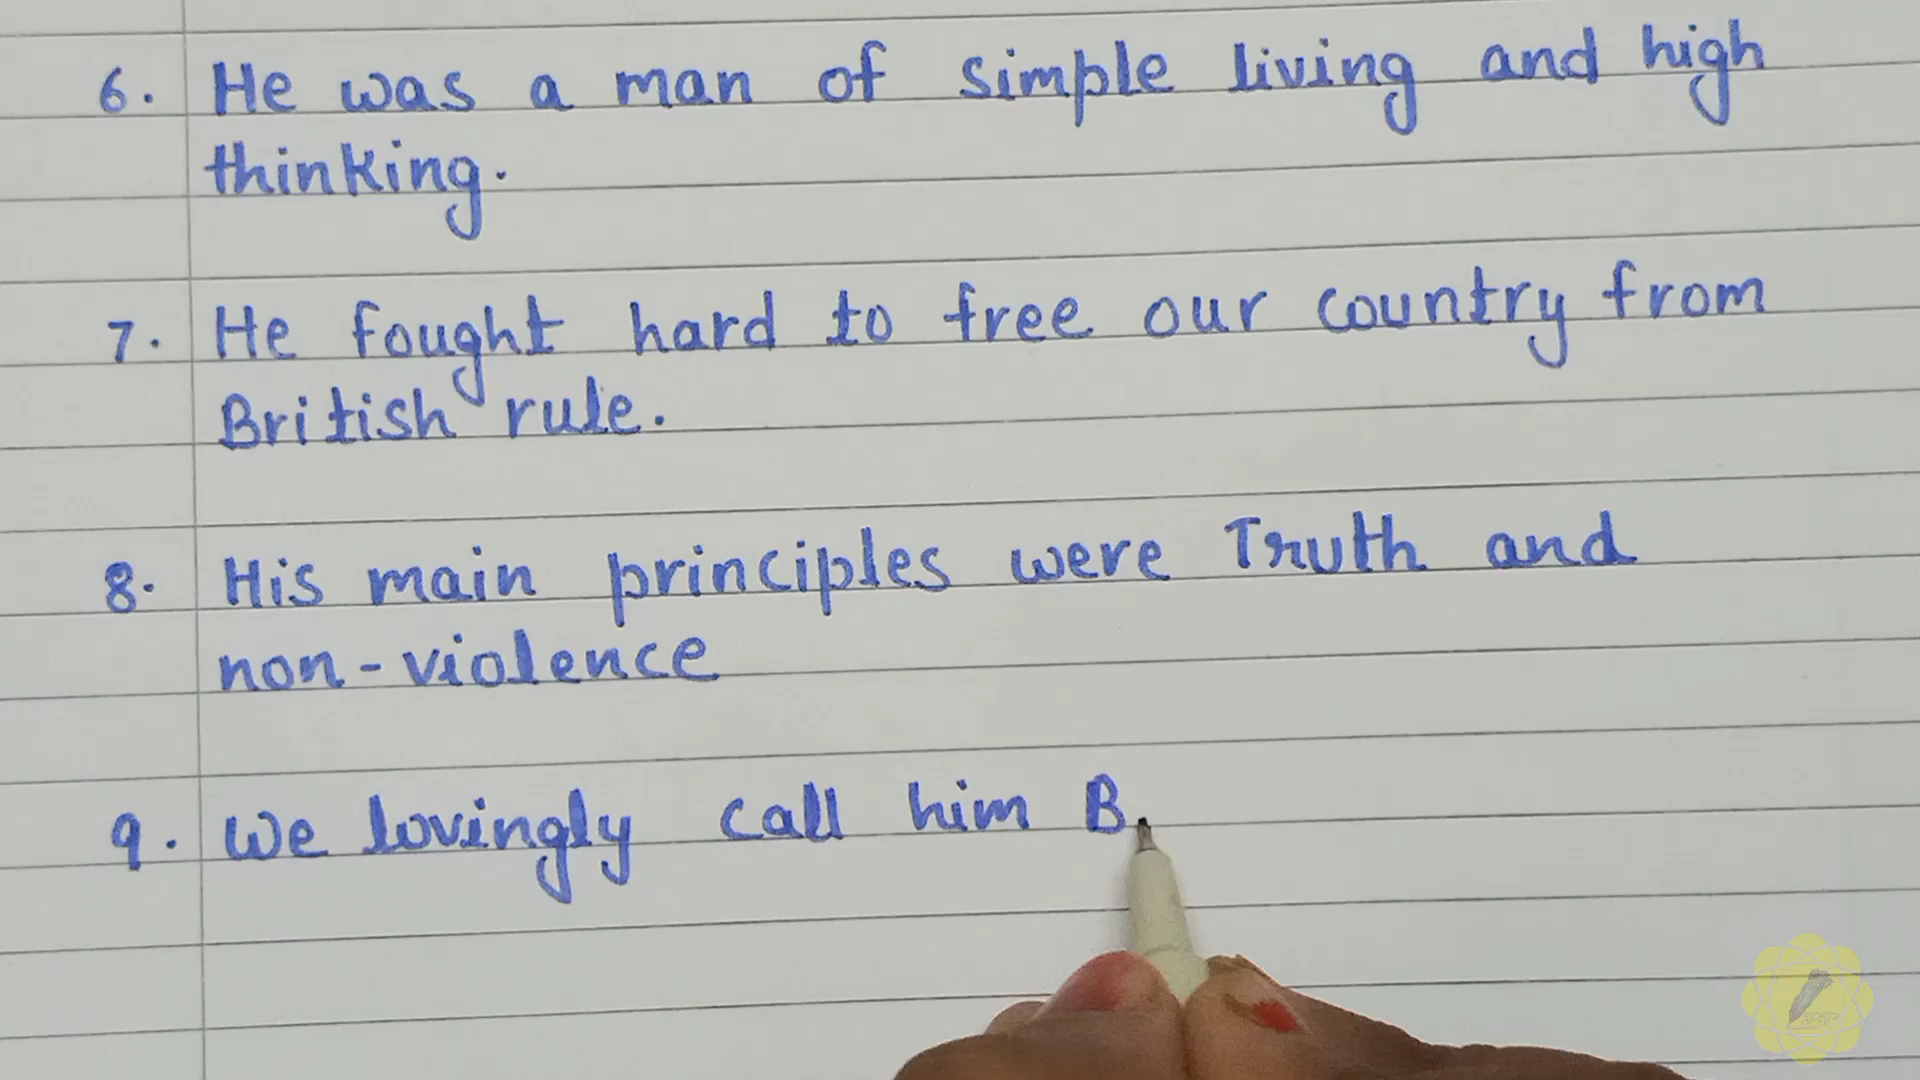 6. He was a man of simple living and high
thinking.
7. He fought hard to free our country from
British rule.
8. His main principles were Truth and
non-violence
9. We lovingly call him B